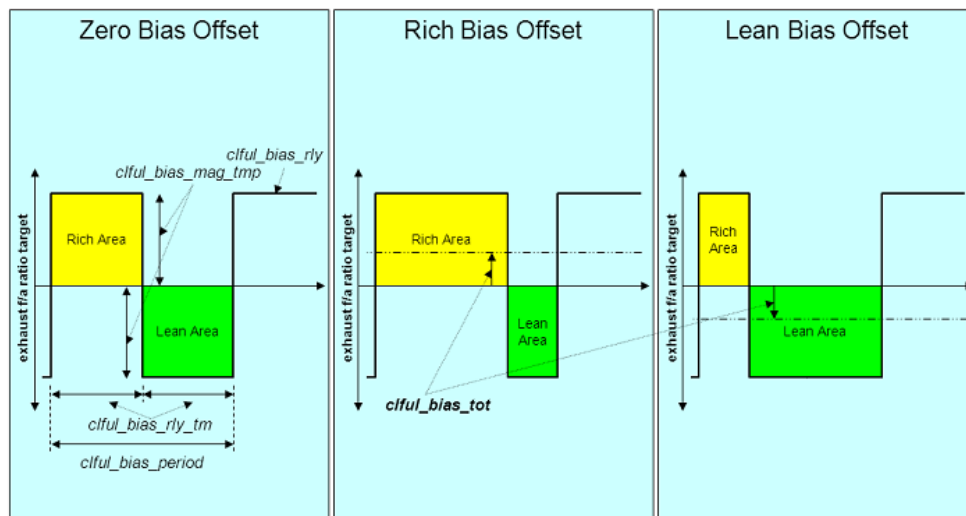 Zero Bias Offset
clful_bias_rly
clful_bias_mag_tmp
exhaust f/a ratio target
Rich Area
Lean Area
clful_bias_rly_tm
clful_bias_period
Rich Bias Offset
exhaust f/a ratio target
Rich Area
Lean
Area
clful_bias_tot
Lean Bias Offset
exhaust f/a ratio target
Rich
Area
Lean Area